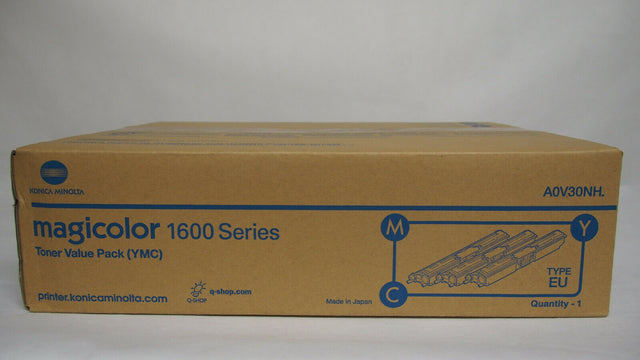 KONICA MINOLTA
A0V30NH.
magicolor 1600 Series
Toner Value Pack (YMC)
M
Y
C
TYPE
EU
printer.konicaminolta.com
Q-SHOP
q-shop.com
Made in Japan
Quantity - 1